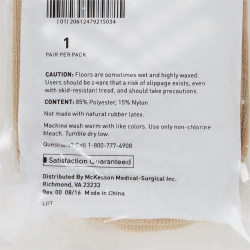 (01) 20612479215034
1
PAIR PER PACK
CAUTION: Floors are sometimes wet and highly waxed.
Users should be aware that a risk of slippage exists, even
with skid-resistant tread, and should take precautions.
CONTENT: 85% Polyester, 15% Nylon
Not made with natural rubber latex.
Machine wash warm with like colors. Use only non-chlorine
bleach. Tumble dry low.
Questions? Call 1-800-777-4908
Satisfaction Guaranteed
Distributed By McKesson Medical-Surgical Inc.
Richmond, VA 23233
Rev. 00 08/16 Made in China
LOT